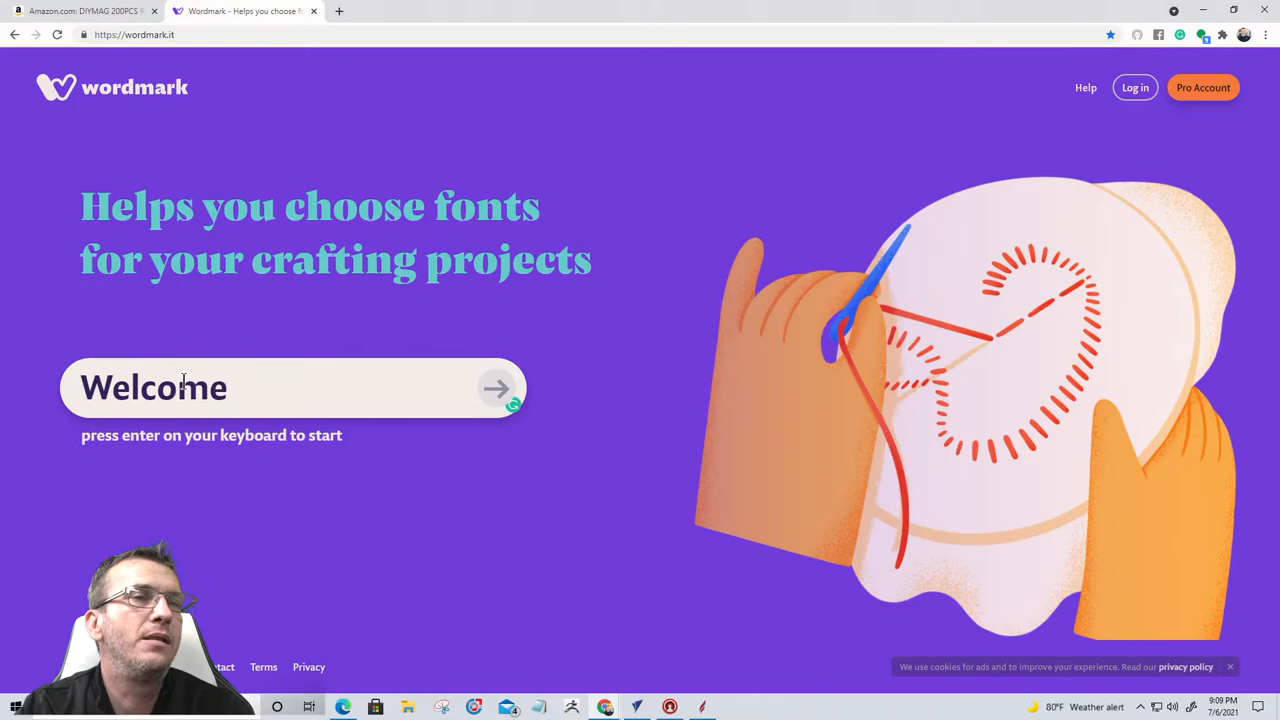 Amazon.com: DIYMAG 200PCS R
Wordmark - Helps you choose fo
https://wordmark.it
wordmark
Help
Log in
Pro Account
Helps you choose fonts
for your crafting projects
Welcome
press enter on your keyboard to start
Terms
Privacy
We use cookies for ads and to improve your experience. Read our privacy policy
80°F Weather alert
9:09 PM
7/6/2021